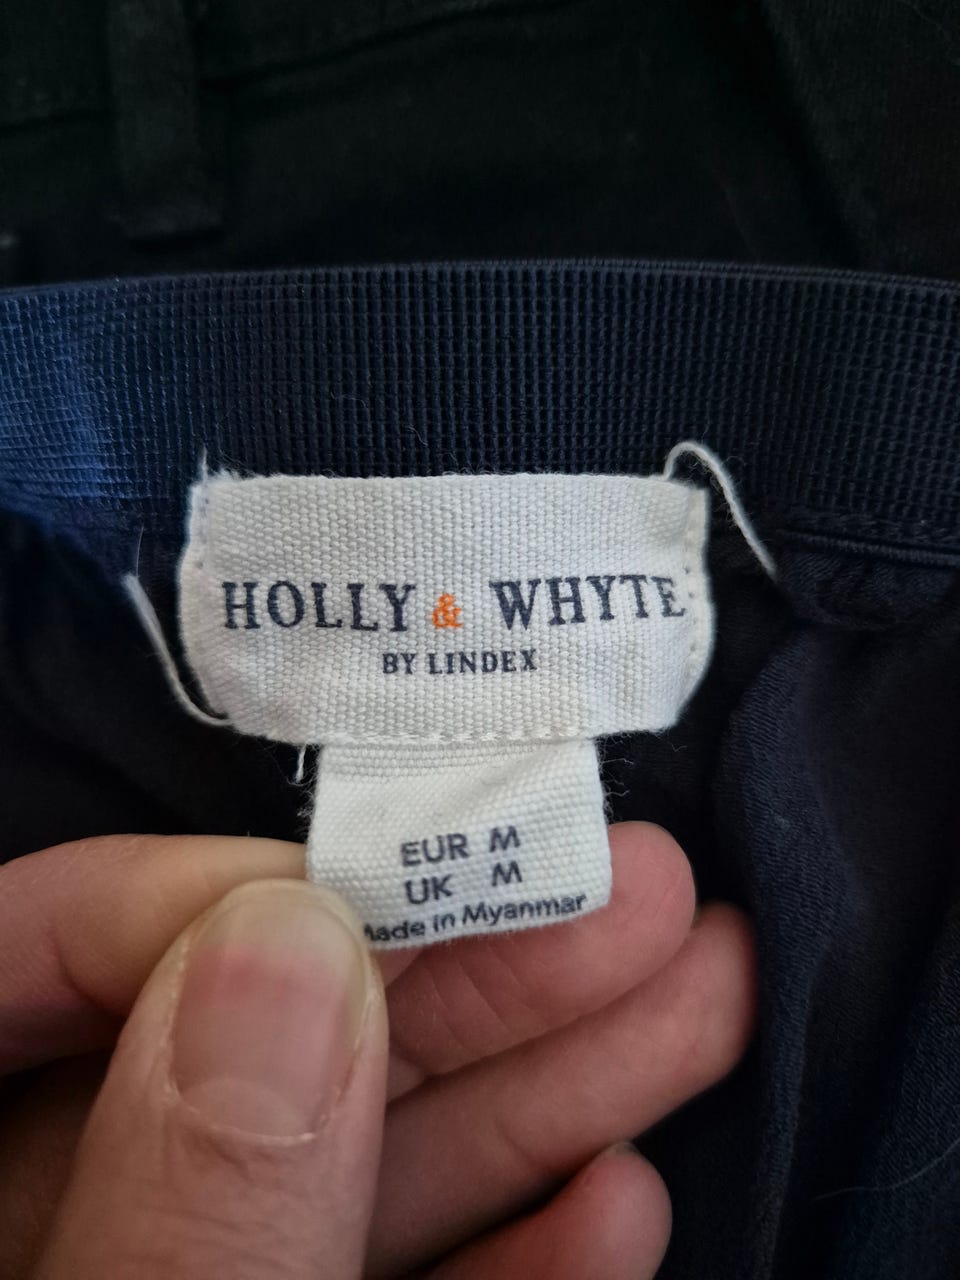 HOLLY & WHYTE
BY LINDEX
EUR M
UK M
Made in Myanmar